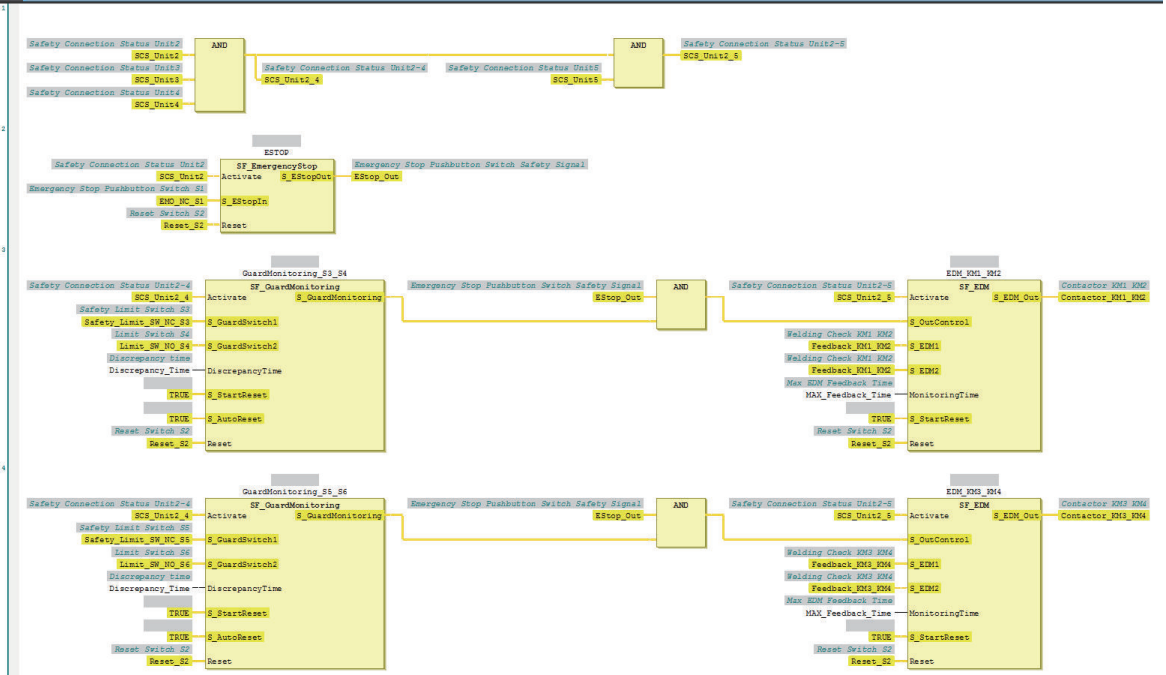 1
Safety Connection Status Unit2
SCS_Unit2
Safety Connection Status Unit3
SCS_Unit3
Safety Connection Status Unit4
SCS_Unit4
AND
Safety Connection Status Unit2-4
SCS_Unit2_4
Safety Connection Status Unit5
SCS_Unit5
AND
Safety Connection Status Unit2-5
SCS_Unit2_5
2
ESTOP
SF_EmergencyStop
Safety Connection Status Unit2
SCS_Unit2 Activate S_EStopOut
Emergency Stop Pushbutton Switch Safety Signal
EStop_Out
Emergency Stop Pushbutton Switch S1
EMO_NC_S1 S_EStopIn
Reset Switch S2
Reset_S2 Reset
3
GuardMonitoring_S3_S4
SF_GuardMonitoring
Safety Connection Status Unit2-4
SCS_Unit2_4 Activate S_GuardMonitoring
Safety Limit Switch S3
Safety_Limit_SW_NC_S3 S_GuardSwitch1
Limit Switch S4
Limit_SW_NO_S4 S_GuardSwitch2
Discrepancy time
Discrepancy_Time DiscrepancyTime
TRUE S_StartReset
TRUE S_AutoReset
Reset Switch S2
Reset_S2 Reset
Emergency Stop Pushbutton Switch Safety Signal
EStop_Out
AND
EDM_KM1_KM2
SF_EDM
Safety Connection Status Unit2-5
SCS_Unit2_5 Activate S_EDM_Out
Contactor KM1 KM2
Contactor_KM1_KM2
S_OutControl
Welding Check KM1 KM2
Feedback_KM1_KM2 S_EDM1
Welding Check KM1 KM2
Feedback_KM1_KM2 S_EDM2
Max EDM Feedback Time
MAX_Feedback_Time MonitoringTime
TRUE S_StartReset
Reset Switch S2
Reset_S2 Reset
4
GuardMonitoring_S5_S6
SF_GuardMonitoring
Safety Connection Status Unit2-4
SCS_Unit2_4 Activate S_GuardMonitoring
Safety Limit Switch S5
Safety_Limit_SW_NC_S5 S_GuardSwitch1
Limit Switch S6
Limit_SW_NO_S6 S_GuardSwitch2
Discrepancy time
Discrepancy_Time DiscrepancyTime
TRUE S_StartReset
TRUE S_AutoReset
Reset Switch S2
Reset_S2 Reset
Emergency Stop Pushbutton Switch Safety Signal
EStop_Out
AND
EDM_KM3_KM4
SF_EDM
Safety Connection Status Unit2-5
SCS_Unit2_5 Activate S_EDM_Out
Contactor KM3 KM4
Contactor_KM3_KM4
S_OutControl
Welding Check KM3 KM4
Feedback_KM3_KM4 S_EDM1
Welding Check KM3 KM4
Feedback_KM3_KM4 S_EDM2
Max EDM Feedback Time
MAX_Feedback_Time MonitoringTime
TRUE S_StartReset
Reset Switch S2
Reset_S2 Reset